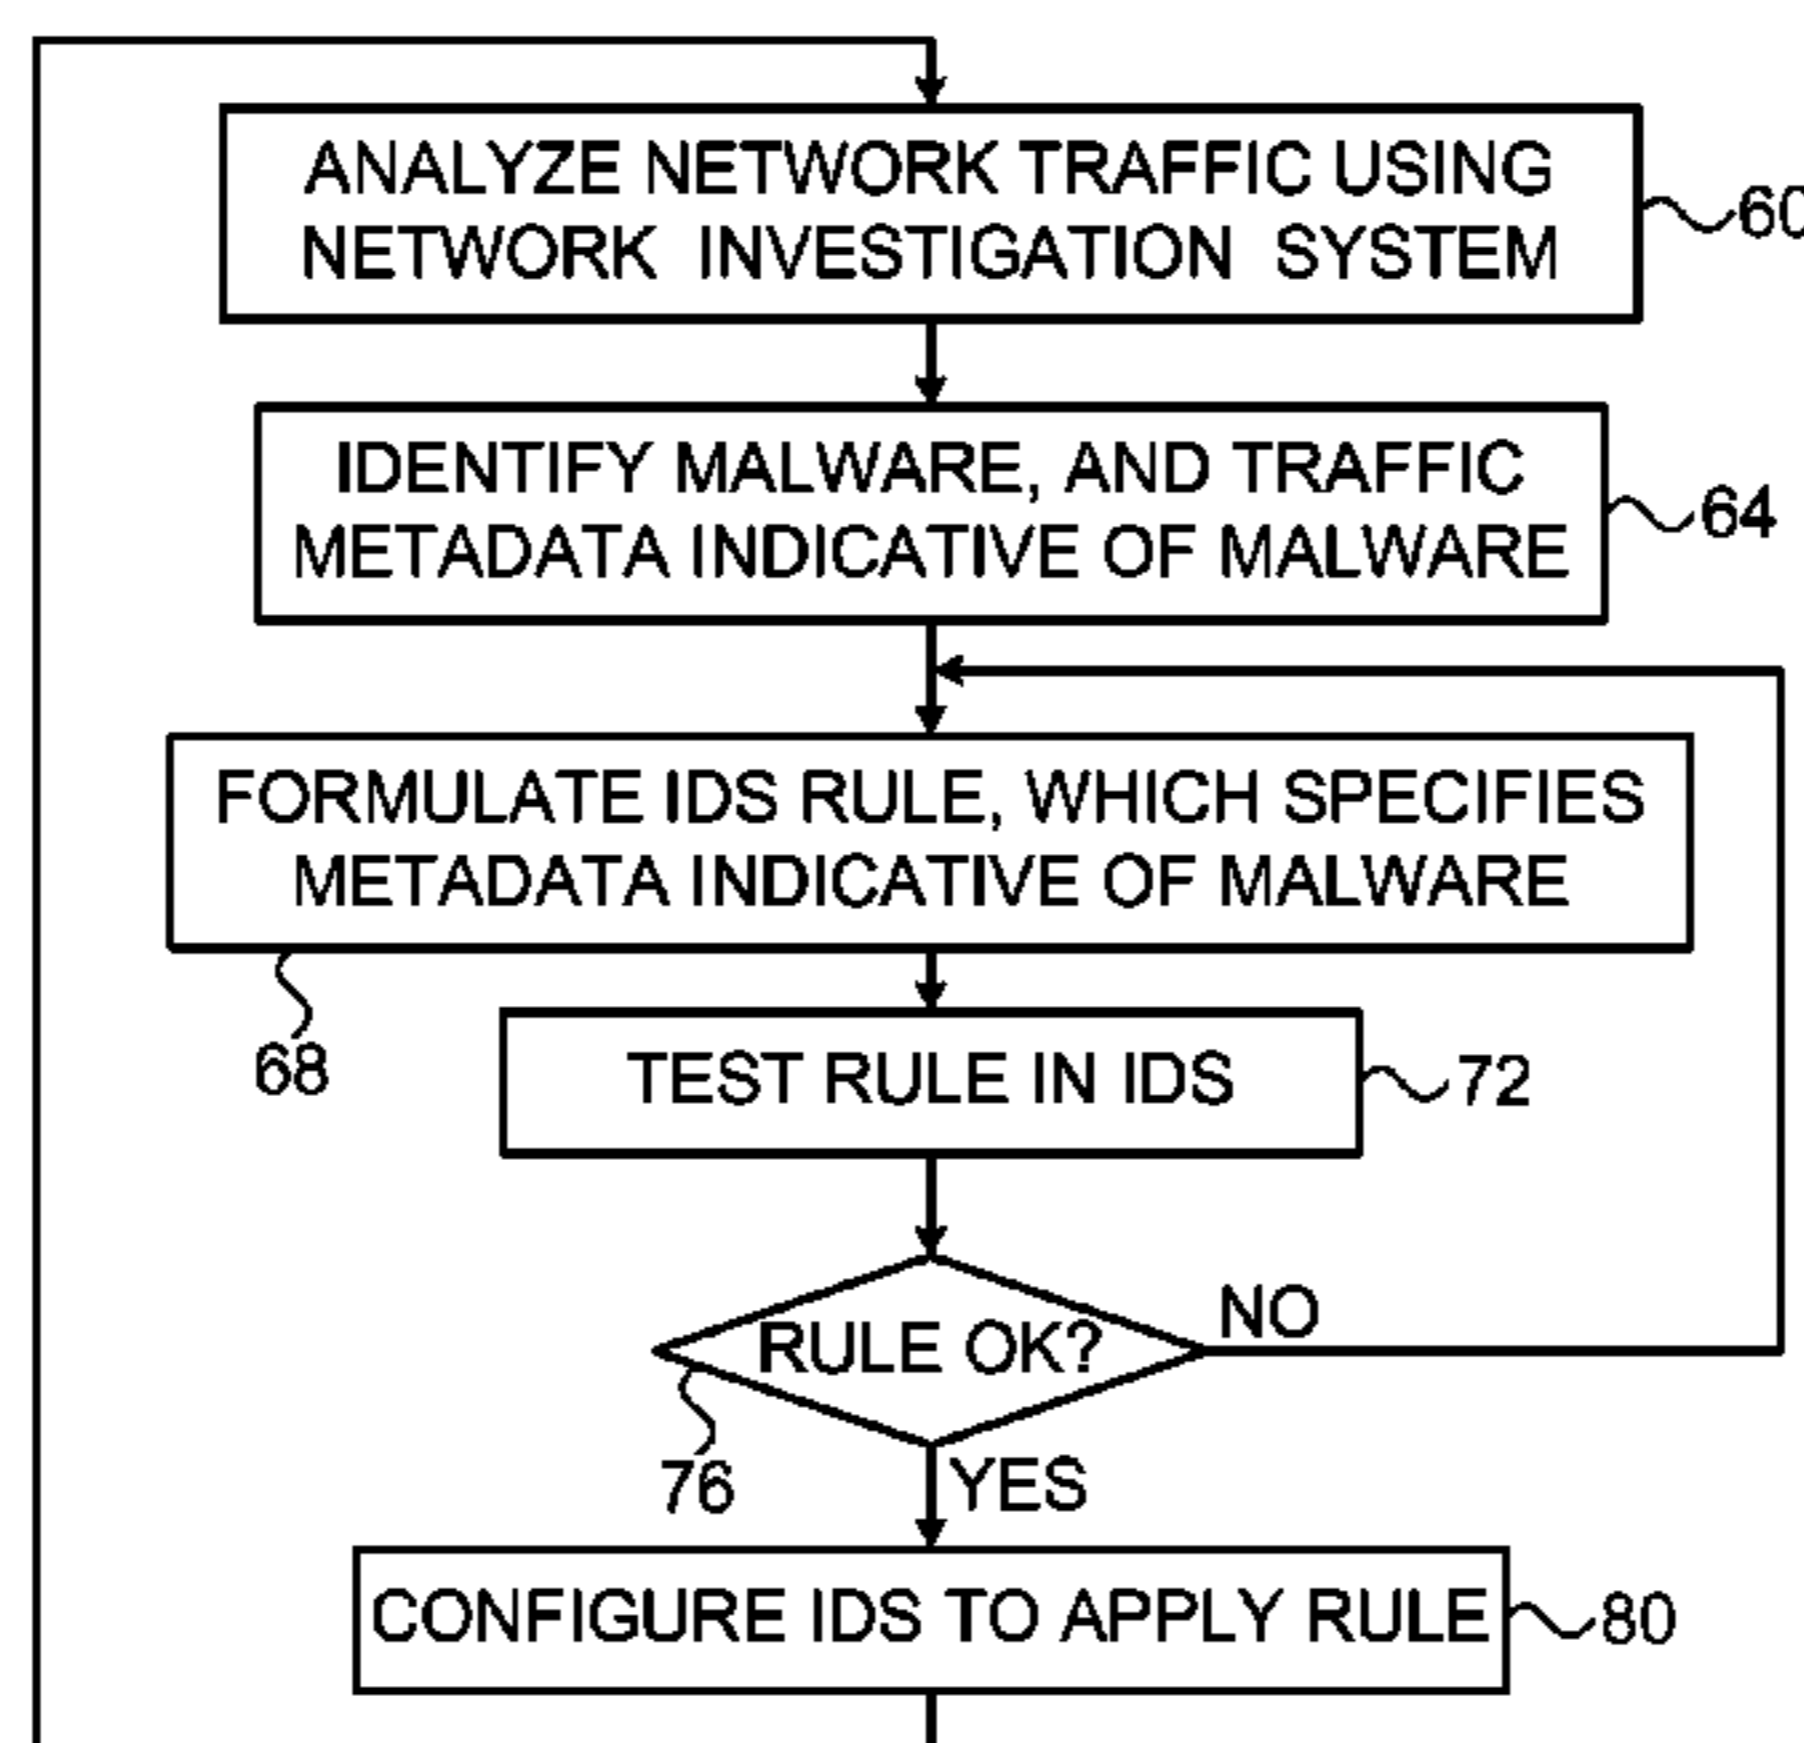 ANALYZE NETWORK TRAFFIC USING
NETWORK INVESTIGATION SYSTEM
60
IDENTIFY MALWARE, AND TRAFFIC
METADATA INDICATIVE OF MALWARE
64
FORMULATE IDS RULE, WHICH SPECIFIES
METADATA INDICATIVE OF MALWARE
68
TEST RULE IN IDS
72
RULE OK?
NO
76
YES
CONFIGURE IDS TO APPLY RULE
80